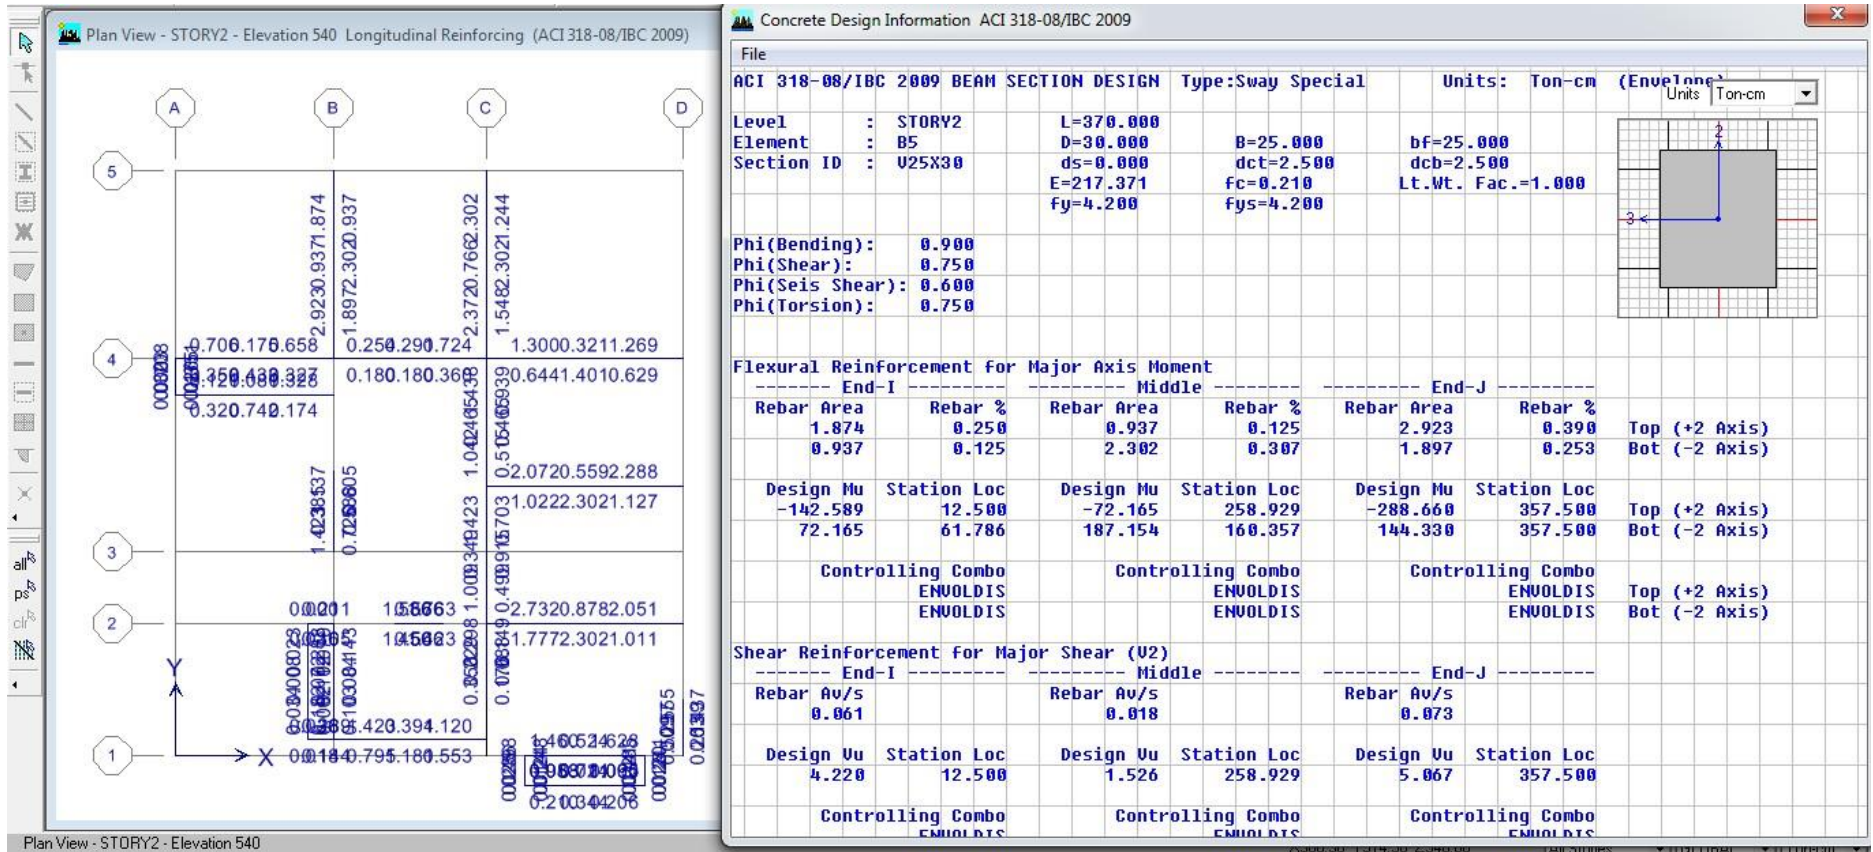 Plan View - STORY2 - Elevation 540 Longitudinal Reinforcing (ACI 318-08/IBC 2009)
A B C D
5
4
3
2
1
Y
X
2.9230.9371.874
1.8972.3020.937
2.3720.7662.302
1.5482.3021.244
0.706.175.658
0.254.291.724
1.3000.3211.269
0.180.180.368
0.6441.4010.629
0.320.742.174
2.0720.5592.288
1.0222.3021.127
2.7320.8782.051
1.7772.3021.011
all
ps
clr
Plan View - STORY2 - Elevation 540
Concrete Design Information ACI 318-08/IBC 2009
File
ACI 318-08/IBC 2009 BEAM SECTION DESIGN Type:Sway Special Units: Ton-cm (Envelope)
Units Ton-cm
Level : STORY2 L=370.000
Element : B5 D=30.000 B=25.000 bf=25.000
Section ID : V25X30 ds=0.000 dct=2.500 dcb=2.500
E=217.371 fc=0.210 Lt.Wt. Fac.=1.000
fy=4.200 fys=4.200
2
3
Phi(Bending): 0.900
Phi(Shear): 0.750
Phi(Seis Shear): 0.600
Phi(Torsion): 0.750
Flexural Reinforcement for Major Axis Moment
------- End-I ---------- --------- Middle -------- --------- End-J ----------
Rebar Area Rebar % Rebar Area Rebar % Rebar Area Rebar %
1.874 0.250 0.937 0.125 2.923 0.390 Top (+2 Axis)
0.937 0.125 2.302 0.307 1.897 0.253 Bot (-2 Axis)
Design Mu Station Loc Design Mu Station Loc Design Mu Station Loc
-142.589 12.500 -72.165 258.929 -288.660 357.500 Top (+2 Axis)
72.165 61.786 187.154 160.357 144.330 357.500 Bot (-2 Axis)
Controlling Combo Controlling Combo Controlling Combo
ENVOLDIS ENVOLDIS ENVOLDIS Top (+2 Axis)
ENVOLDIS ENVOLDIS ENVOLDIS Bot (-2 Axis)
Shear Reinforcement for Major Shear (V2)
------- End-I ---------- --------- Middle -------- --------- End-J ----------
Rebar Av/s Rebar Av/s Rebar Av/s
0.061 0.018 0.073
Design Vu Station Loc Design Vu Station Loc Design Vu Station Loc
4.220 12.500 1.526 258.929 5.067 357.500
Controlling Combo Controlling Combo Controlling Combo
ENVOLDIS ENVOLDIS ENVOLDIS